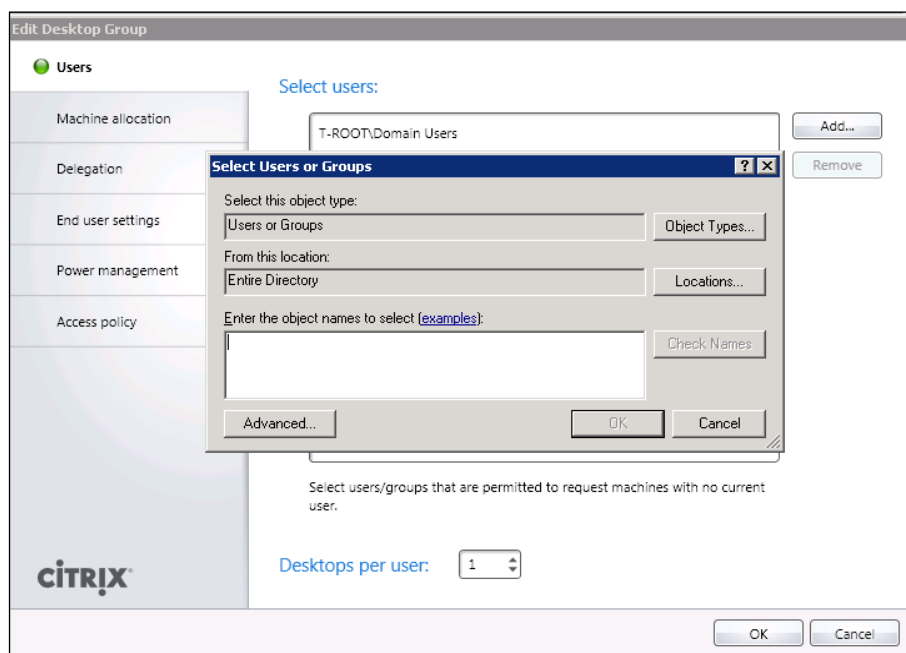 Edit Desktop Group
Users
Machine allocation
Delegation
End user settings
Power management
Access policy
CİTRIX
Select users:
T-ROOT\Domain Users
Add...
Remove
Select Users or Groups
Select this object type:
Users or Groups
Object Types...
From this location:
Entire Directory
Locations...
Enter the object names to select (examples):
Check Names
Advanced...
OK
Cancel
Select users/groups that are permitted to request machines with no current
user.
Desktops per user:
1
OK
Cancel